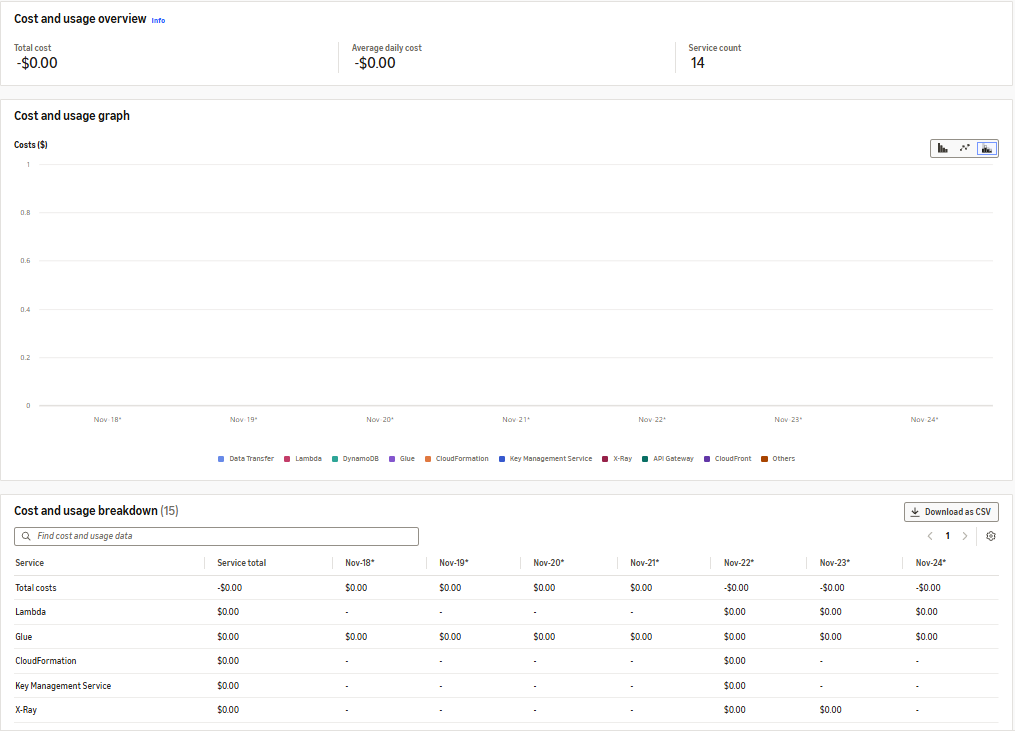 Cost and usage overview Info
Total cost Average daily cost Service count
-$0.00 -$0.00 14
Cost and usage graph
Costs ($)
1
0.8
0.6
0.4
0.2
0
Nov-18* Nov-19* Nov-20* Nov-21* Nov-22* Nov-23* Nov-24*
Data Transfer Lambda DynamoDB Glue CloudFormation Key Management Service X-Ray API Gateway CloudFront Others
Cost and usage breakdown (15) Download as CSV
Find cost and usage data 1
Service Service total Nov-18* Nov-19* Nov-20* Nov-21* Nov-22* Nov-23* Nov-24*
Total costs -$0.00 $0.00 $0.00 $0.00 $0.00 -$0.00 -$0.00 -$0.00
Lambda $0.00 - - - - $0.00 $0.00 $0.00
Glue $0.00 $0.00 $0.00 $0.00 $0.00 $0.00 $0.00 $0.00
CloudFormation $0.00 - - - - $0.00 - -
Key Management Service $0.00 - - - - $0.00 - -
X-Ray $0.00 - - - - $0.00 $0.00 -